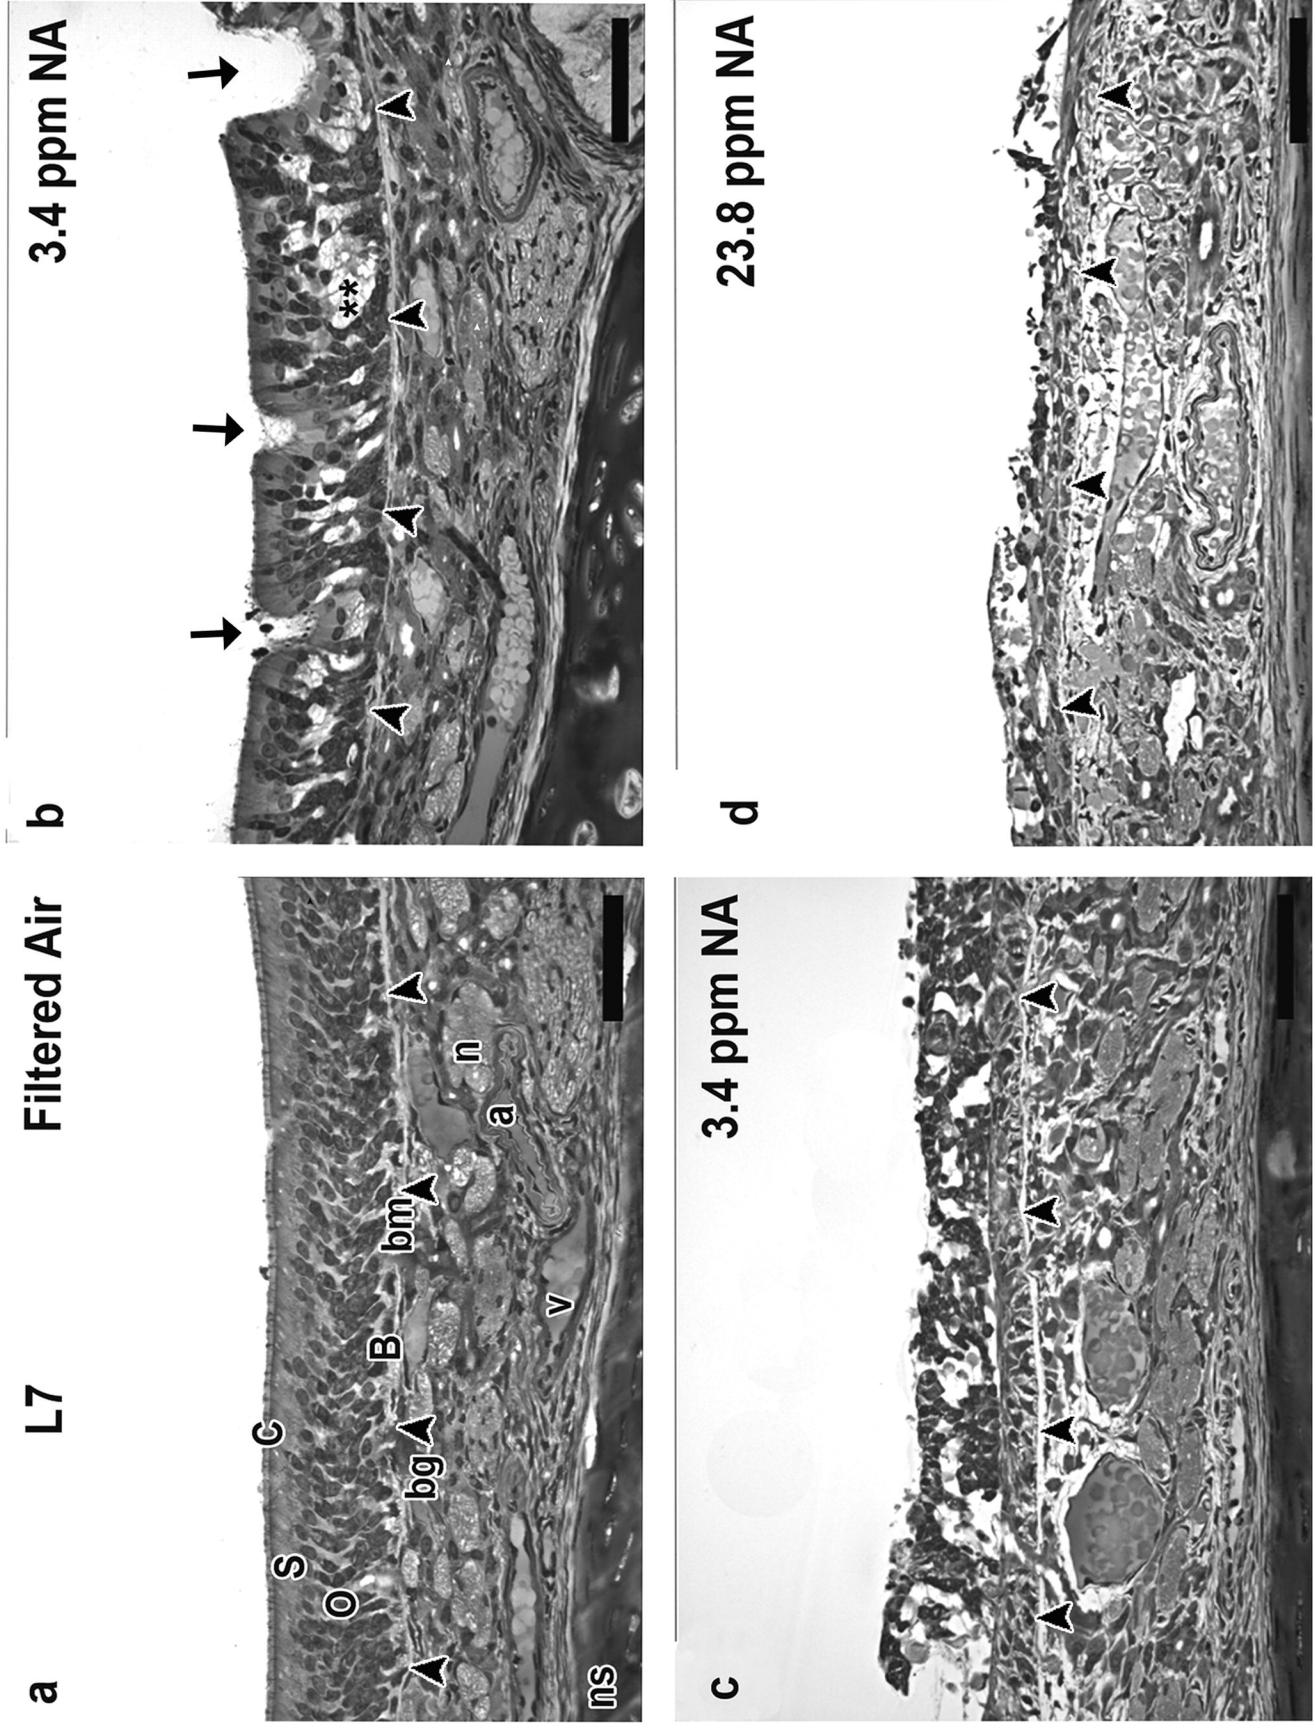 a L7 Filtered Air
C
S
O
B
bm
bg
n
a
v
ns
b 3.4 ppm NA
**
c 3.4 ppm NA
d 23.8 ppm NA